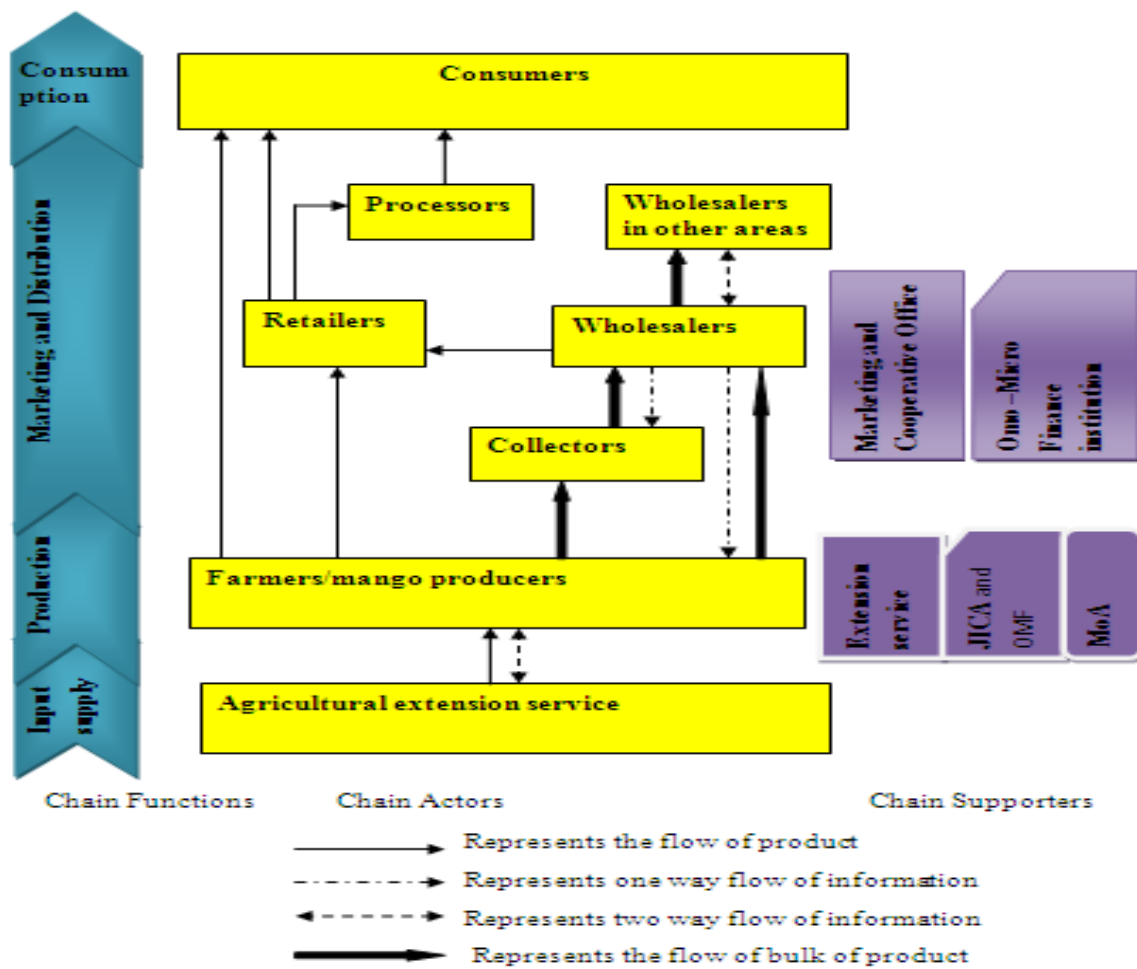 Consum
ption
Marketing and Distribution
Production
Input
supply
Consumers
Processors
Wholesalers
in other areas
Retailers
Wholesalers
Collectors
Farmers/mango producers
Agricultural extension service
Marketing and
Cooperative Office
Omo –Micro
Finance
institution
Extension
service
JICA and
OMF
MoA
Chain Functions
Chain Actors
Chain Supporters
Represents the flow of product
Represents one way flow of information
Represents two way flow of information
Represents the flow of bulk of product